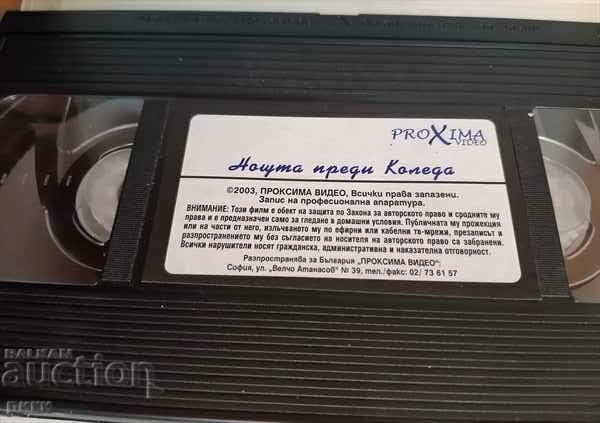 PROXIMA
VIDEO
Нощта преди Коледа
©2003, ПРОКСИМА ВИДЕО, Всички права запазени.
Запис на професионална апаратура.
ВНИМАНИЕ: Този филм е обект на защита по Закона за авторското право и сродните му
права и е предназначен само за гледане в домашни условия. Публичната му прожекция
или на части от него, излъчването му по ефирни или кабелни тв-мрежи, презаписът и
разпространението му без съгласието на носителя на авторското право са забранени.
Всички нарушители носят гражданска, административна и наказателна отговорност.
Разпространява за България "ПРОКСИМА ВИДЕО":
София, ул. „Велчо Атанасов" № 39, тел./факс: 02/ 73 61 57
BALKAN
auction